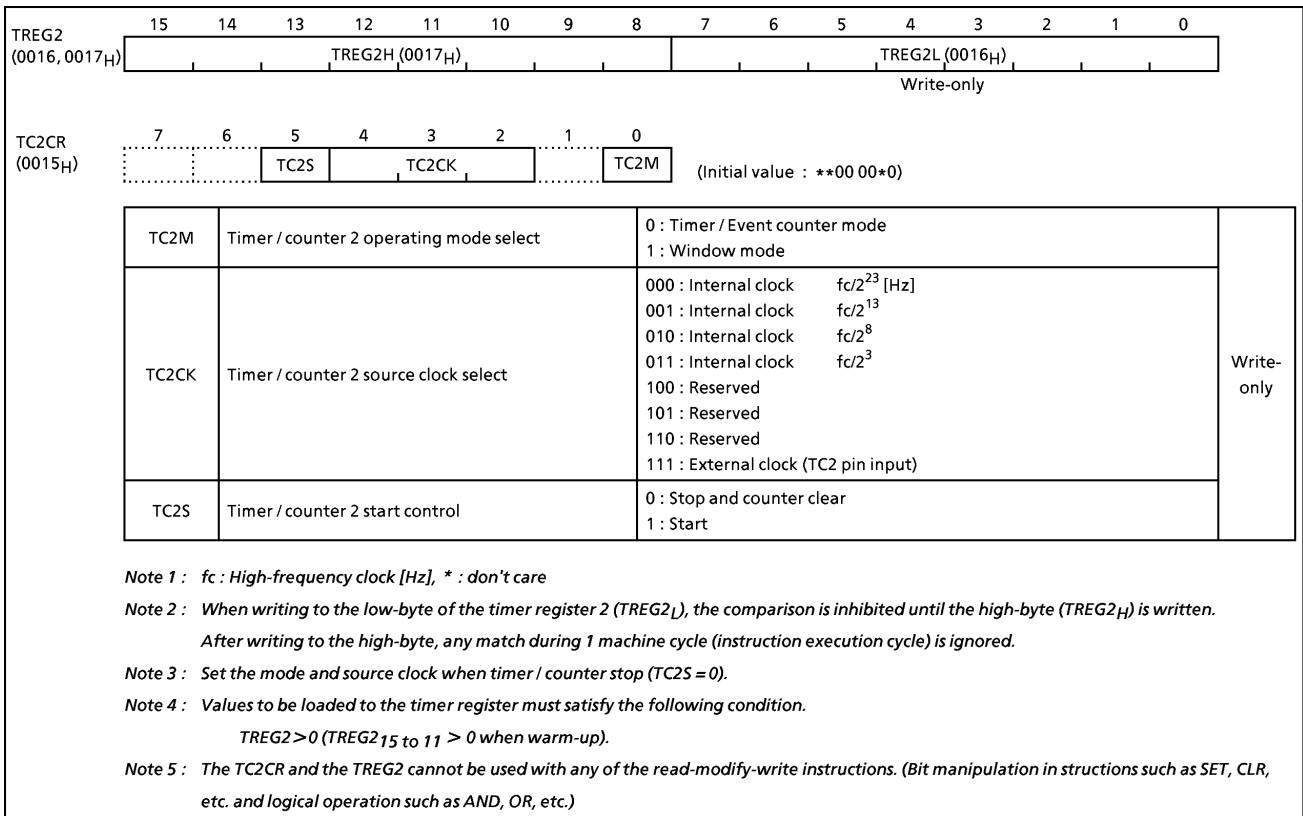 15 14 13 12 11 10 9 8 7 6 5 4 3 2 1 0
TREG2
(0016, 0017H)
TREG2H (0017H)
TREG2L (0016H)
Write-only
TC2CR
(0015H)
7 6 5 4 3 2 1 0
TC2S
TC2CK
TC2M
(Initial value : **00 00*0)
TC2M
Timer / counter 2 operating mode select
0 : Timer / Event counter mode
1 : Window mode
TC2CK
Timer / counter 2 source clock select
000 : Internal clock fc/2^23 [Hz]
001 : Internal clock fc/2^13
010 : Internal clock fc/2^8
011 : Internal clock fc/2^3
100 : Reserved
101 : Reserved
110 : Reserved
111 : External clock (TC2 pin input)
TC2S
Timer / counter 2 start control
0 : Stop and counter clear
1 : Start
Write-
only
Note 1 : fc : High-frequency clock [Hz], * : don't care
Note 2 : When writing to the low-byte of the timer register 2 (TREG2L), the comparison is inhibited until the high-byte (TREG2H) is written.
After writing to the high-byte, any match during 1 machine cycle (instruction execution cycle) is ignored.
Note 3 : Set the mode and source clock when timer / counter stop (TC2S = 0).
Note 4 : Values to be loaded to the timer register must satisfy the following condition.
TREG2>0 (TREG215 to 11 > 0 when warm-up).
Note 5 : The TC2CR and the TREG2 cannot be used with any of the read-modify-write instructions. (Bit manipulation in structions such as SET, CLR,
etc. and logical operation such as AND, OR, etc.)